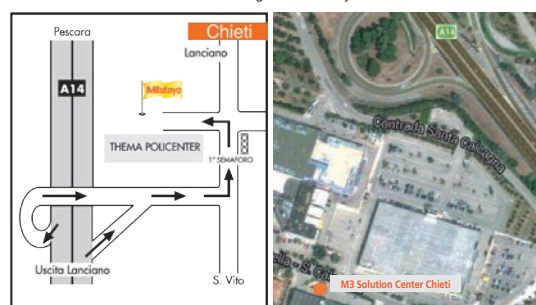 Pescara
Chieti
Lanciano
A14
Mitutoyo
THEMA POLICENTER
1° SEMAFORO
Uscita Lanciano
S. Vito
A14
Contrada Santa Calcagna
M3 Solution Center Chieti